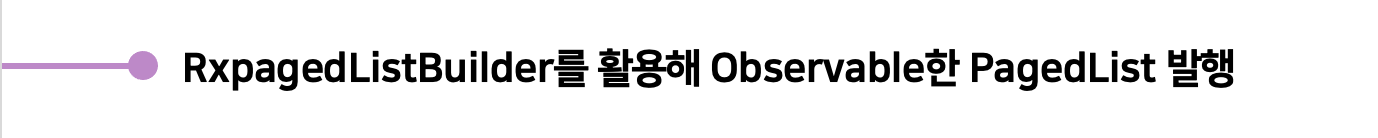 RxpagedListBuilder를 활용해 Observable한 PagedList 발행